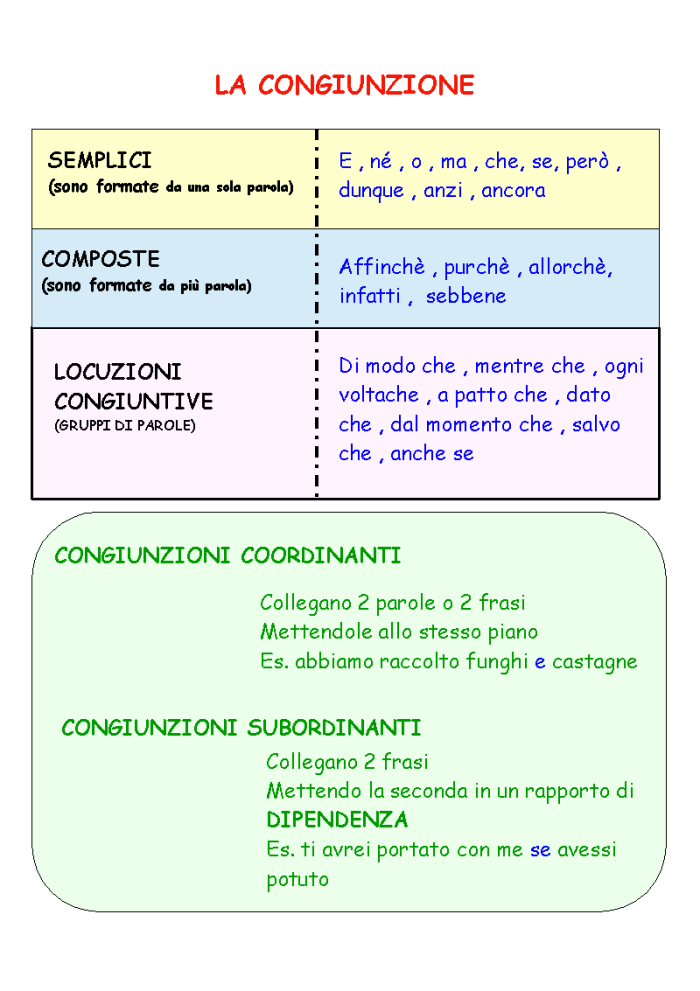 LA CONGIUNZIONE
SEMPLICI
(sono formate da una sola parola)
E , né , o , ma , che, se, però ,
dunque , anzi , ancora
COMPOSTE
(sono formate da più parola)
Affinchè , purchè , allorchè,
infatti , sebbene
LOCUZIONI
CONGIUNTIVE
(GRUPPI DI PAROLE)
Di modo che , mentre che , ogni
voltache , a patto che , dato
che , dal momento che , salvo
che , anche se
CONGIUNZIONI COORDINANTI
Collegano 2 parole o 2 frasi
Mettendole allo stesso piano
Es. abbiamo raccolto funghi e castagne
CONGIUNZIONI SUBORDINANTI
Collegano 2 frasi
Mettendo la seconda in un rapporto di
DIPENDENZA
Es. ti avrei portato con me se avessi
potuto